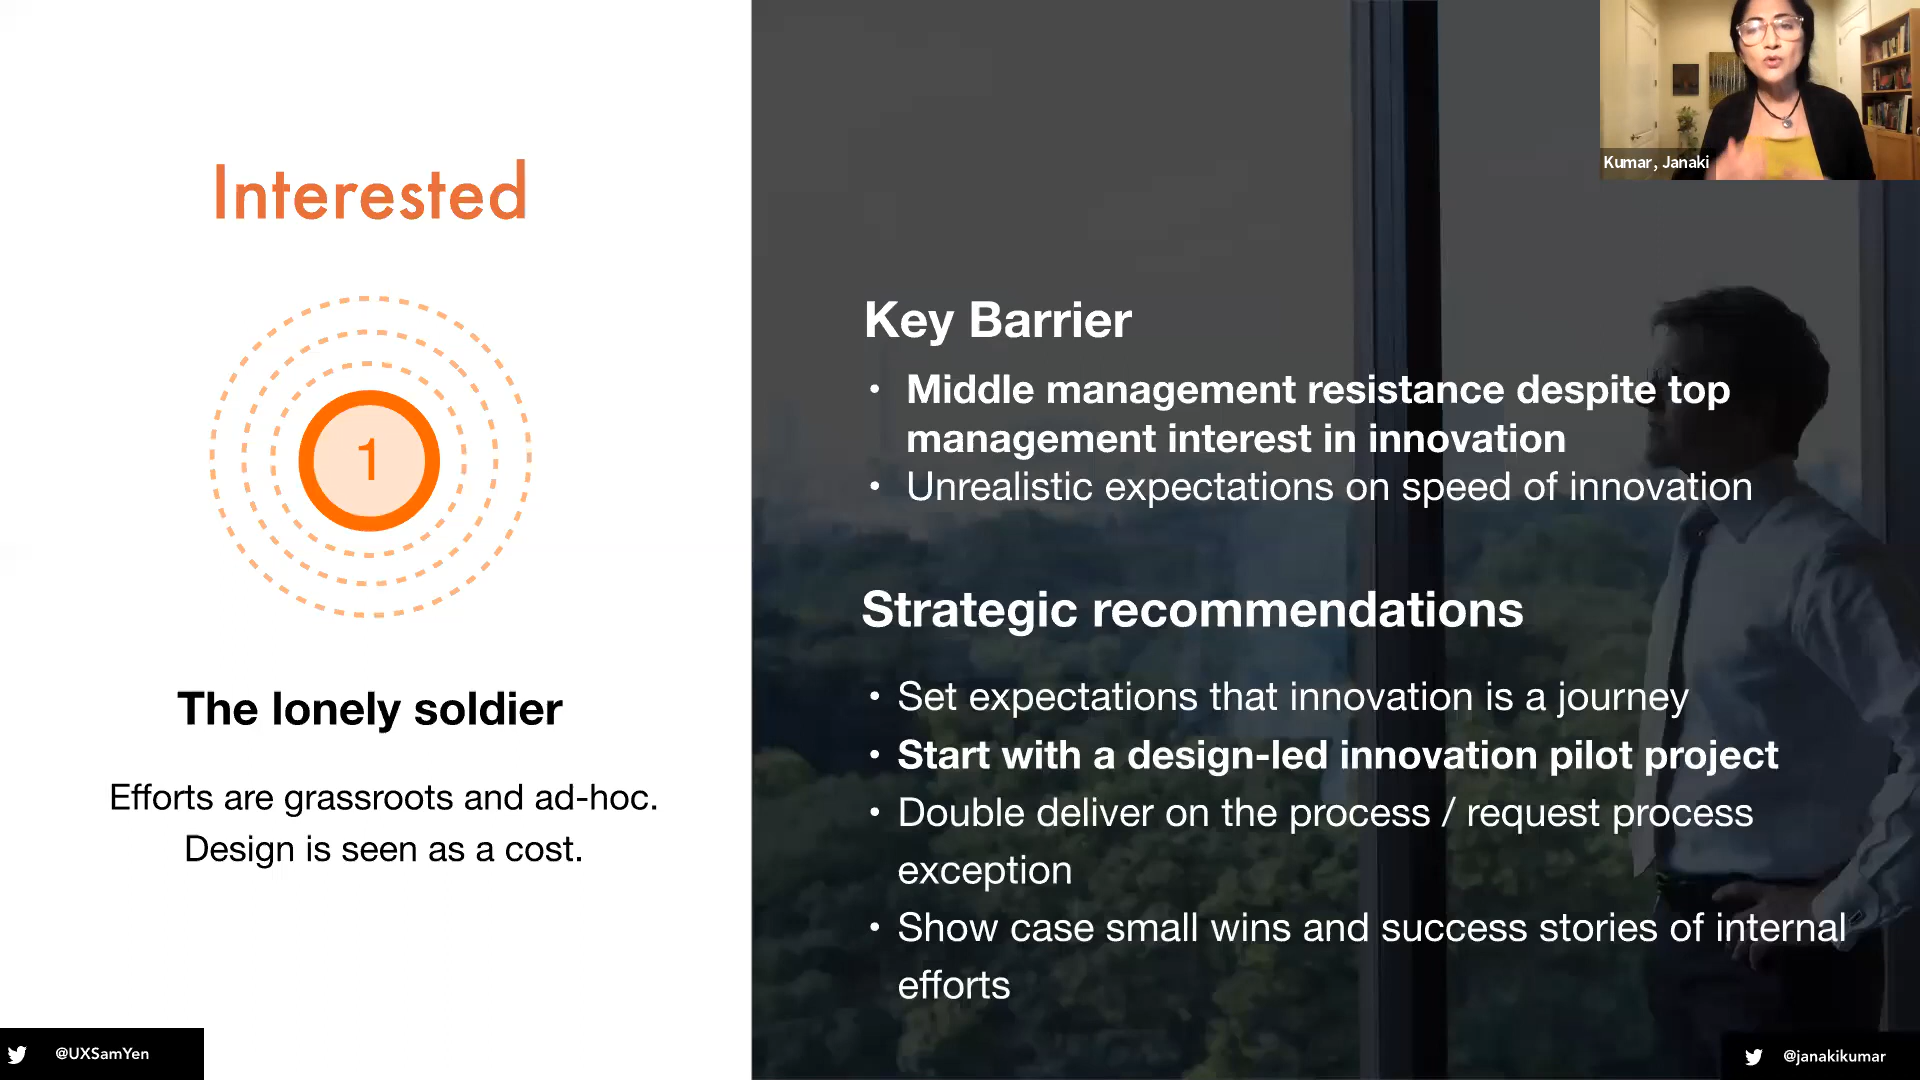 Interested
1
The lonely soldier
Efforts are grassroots and ad-hoc.
Design is seen as a cost.
@UXSamYen
Kumar, Janaki
Key Barrier
• Middle management resistance despite top
management interest in innovation
• Unrealistic expectations on speed of innovation
Strategic recommendations
• Set expectations that innovation is a journey
• Start with a design-led innovation pilot project
• Double deliver on the process / request process
exception
• Show case small wins and success stories of internal
efforts
@janakikumar